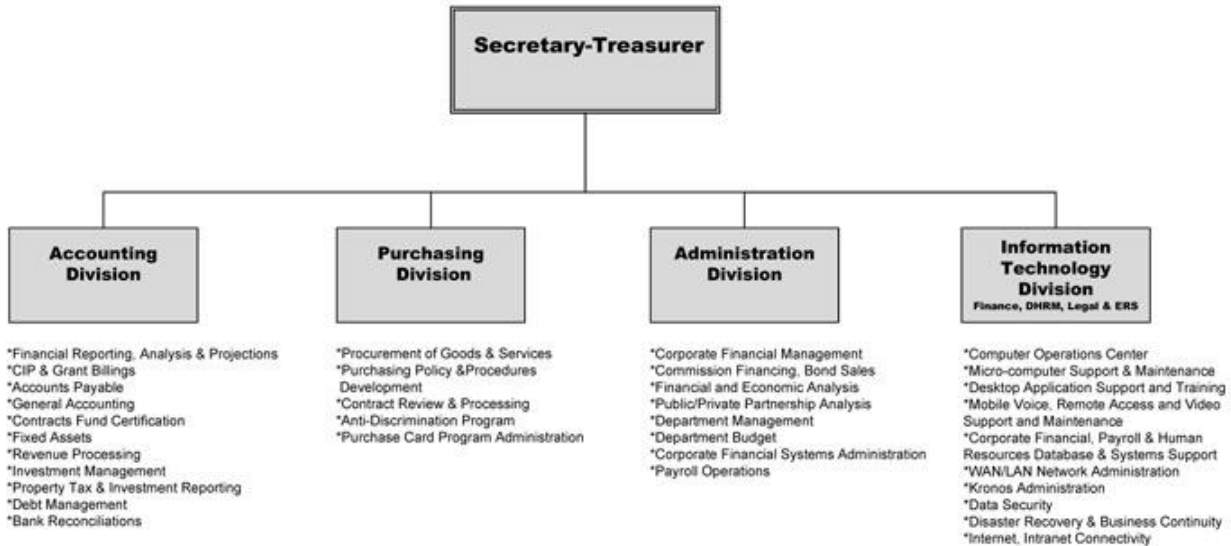 Secretary-Treasurer
Accounting
Division
*Financial Reporting, Analysis & Projections
*CIP & Grant Billings
*Accounts Payable
*General Accounting
*Contracts Fund Certification
*Fixed Assets
*Revenue Processing
*Investment Management
*Property Tax & Investment Reporting
*Debt Management
*Bank Reconciliations
Purchasing
Division
*Procurement of Goods & Services
*Purchasing Policy &Procedures
Development
*Contract Review & Processing
*Anti-Discrimination Program
*Purchase Card Program Administration
Administration
Division
*Corporate Financial Management
*Commission Financing, Bond Sales
*Financial and Economic Analysis
*Public/Private Partnership Analysis
*Department Management
*Department Budget
*Corporate Financial Systems Administration
*Payroll Operations
Information
Technology
Division
Finance, DHRM, Legal & ERS
*Computer Operations Center
*Micro-computer Support & Maintenance
*Desktop Application Support and Training
*Mobile Voice, Remote Access and Video
Support and Maintenance
*Corporate Financial, Payroll & Human
Resources Database & Systems Support
*WAN/LAN Network Administration
*Kronos Administration
*Data Security
*Disaster Recovery & Business Continuity
*Internet, Intranet Connectivity